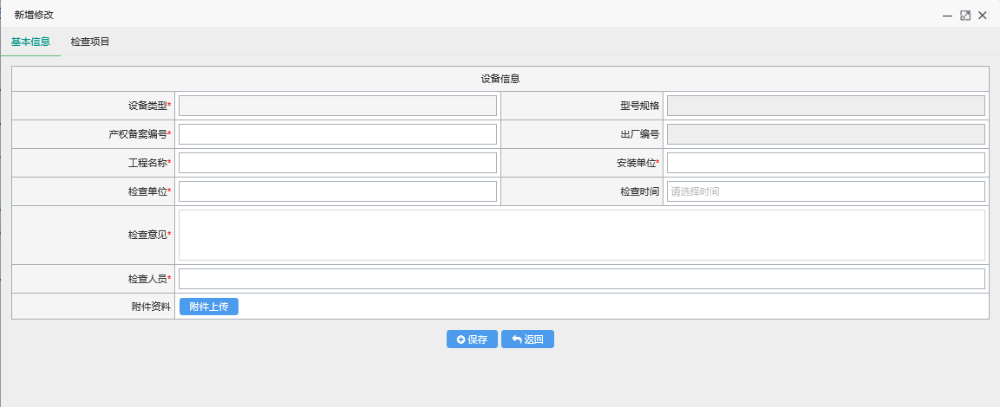 新增修改
基本信息 检查项目
设备信息
设备类型* 型号规格
产权备案编号* 出厂编号
工程名称* 安装单位*
检查单位* 检查时间 请选择时间
检查意见*
检查人员*
附件资料 附件上传
保存 返回